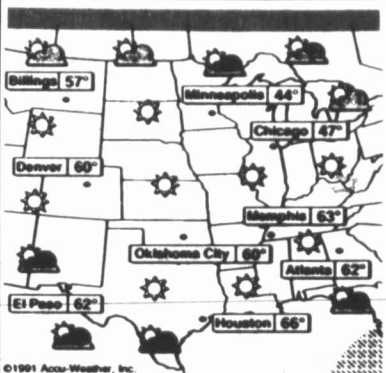 Billings 57°
Minneapolis 44°
Chicago 47°
Denver 60°
Memphis 63°
Oklahoma City 60°
Atlanta 62°
El Paso 62°
Houston 66°
©1991 Accu-Weather, Inc.